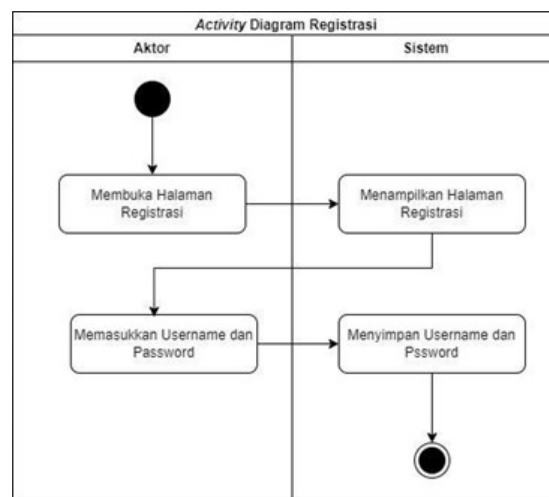 Activity Diagram Registrasi
Aktor
Sistem
Membuka Halaman
Registrasi
Menampilkan Halaman
Registrasi
Memasukkan Username dan
Password
Menyimpan Username dan
Pssword